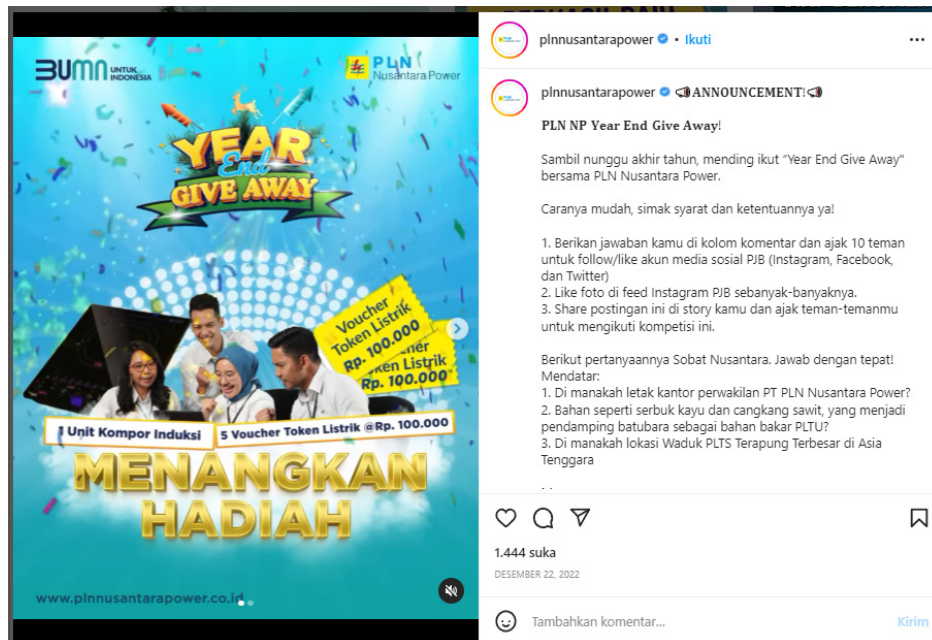 BUMN UNTUK INDONESIA
PLN
Nusantara Power
YEAR
End
GIVE AWAY
Voucher
Token Listrik
Rp. 100.000
cher
ken Listrik
Rp. 100.000
1 Unit Kompor Induksi
5 Voucher Token Listrik @Rp. 100.000
MENANGKAN
HADIAH
www.plnnusantarapower.co.id
plnnusantarapower • Ikuti
plnnusantarapower 📢ANNOUNCEMENT!📢
PLN NP Year End Give Away!
Sambil nunggu akhir tahun, mending ikut “Year End Give Away”
bersama PLN Nusantara Power.
Caranya mudah, simak syarat dan ketentuannya ya!
1. Berikan jawaban kamu di kolom komentar dan ajak 10 teman
untuk follow/like akun media sosial PJB (Instagram, Facebook,
dan Twitter)
2. Like foto di feed Instagram PJB sebanyak-banyaknya.
3. Share postingan ini di story kamu dan ajak teman-temanmu
untuk mengikuti kompetisi ini.
Berikut pertanyaannya Sobat Nusantara. Jawab dengan tepat!
Mendatar:
1. Di manakah letak kantor perwakilan PT PLN Nusantara Power?
2. Bahan seperti serbuk kayu dan cangkang sawit, yang menjadi
pendamping batubara sebagai bahan bakar PLTU?
3. Di manakah lokasi Waduk PLTS Terapung Terbesar di Asia
Tenggara
1.444 suka
DESEMBER 22, 2022
Tambahkan komentar...
Kirim